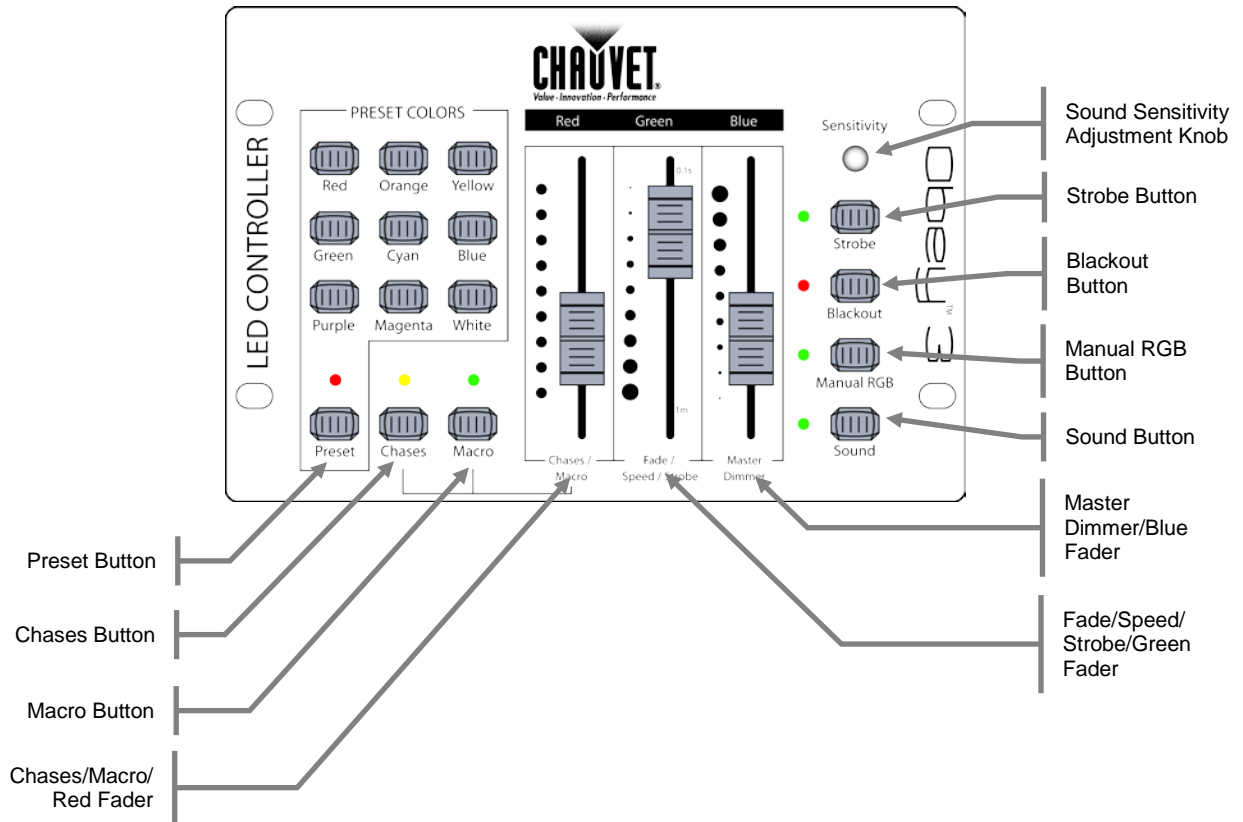 CHAUVET®
Value · Innovation · Performance
LED CONTROLLER
PRESET COLORS
Red
Orange
Yellow
Green
Cyan
Blue
Purple
Magenta
White
Preset
Chases
Macro
Red
Green
Blue
0.1s
1m
Chases /
Macro
Fade /
Speed / Strobe
Master
Dimmer
Sensitivity
Strobe
Blackout
Manual RGB
Sound
Obey™ 3
Sound Sensitivity
Adjustment Knob
Strobe Button
Blackout
Button
Manual RGB
Button
Sound Button
Master
Dimmer/Blue
Fader
Fade/Speed/
Strobe/Green
Fader
Preset Button
Chases Button
Macro Button
Chases/Macro/
Red Fader